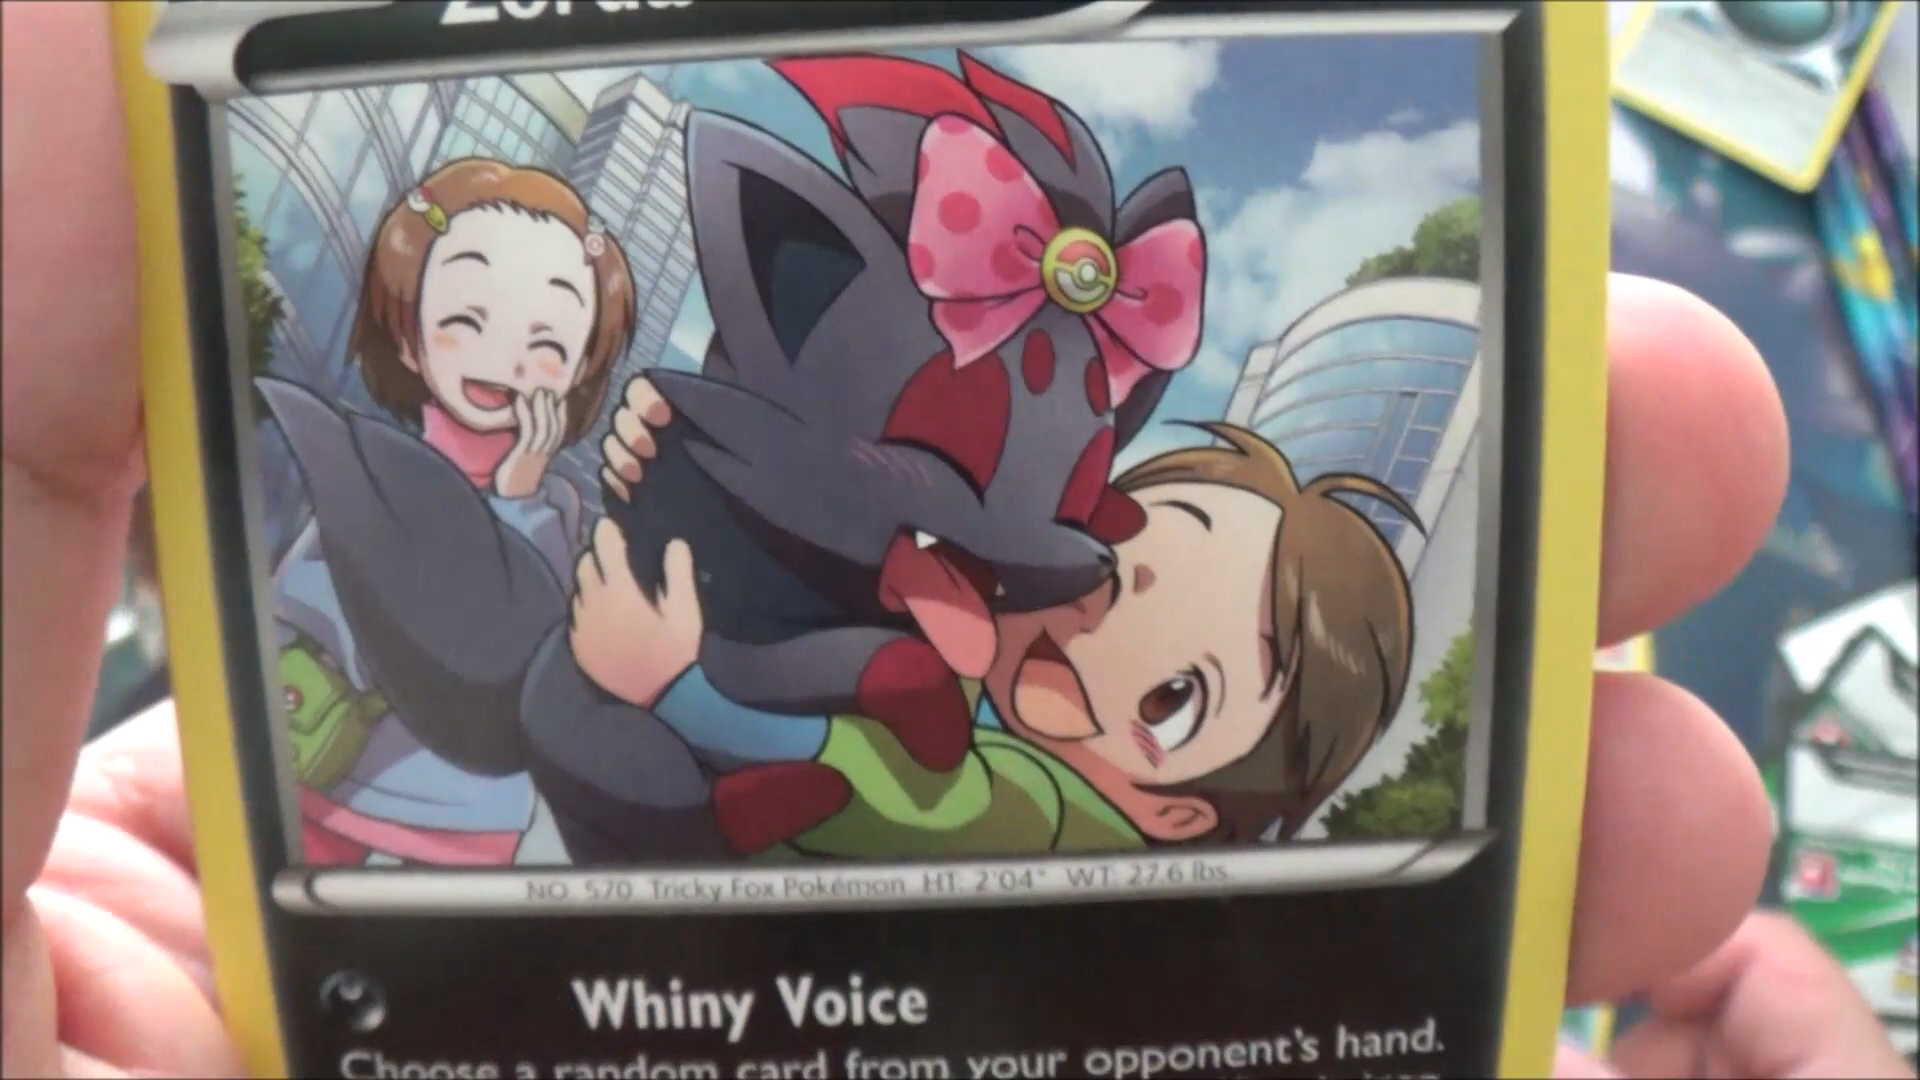 Zorua
NO. 570 Tricky Fox Pokémon HT: 2'04" WT: 27.6 lbs.
Whiny Voice
Choose a random card from your opponent's hand.